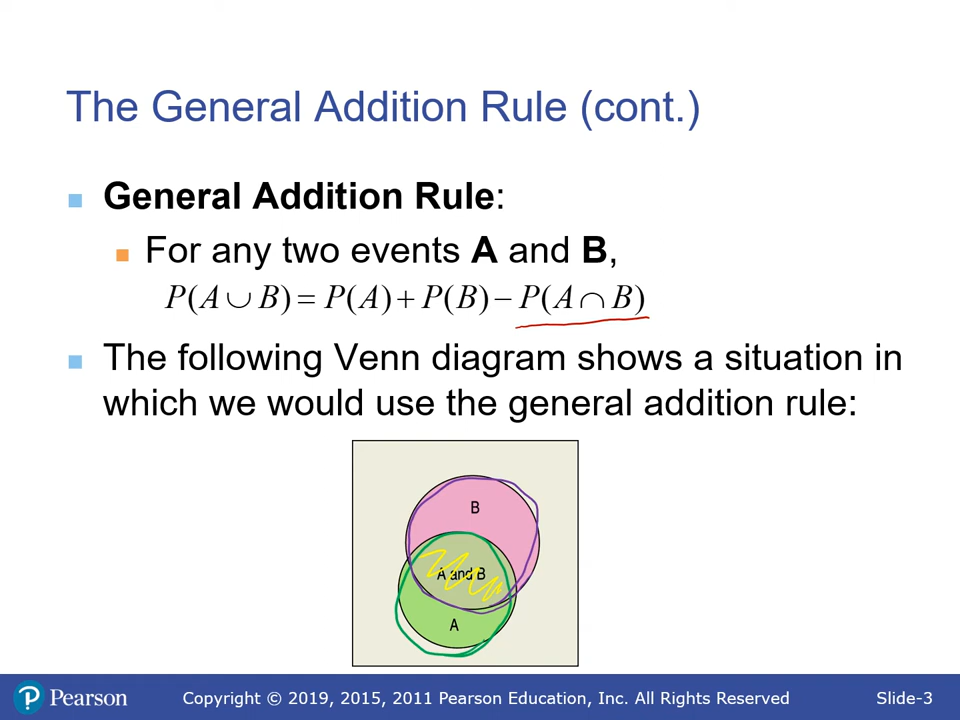 The General Addition Rule (cont.)
General Addition Rule:
For any two events A and B,
P(A ∪ B) = P(A) + P(B) − P(A ∩ B)
The following Venn diagram shows a situation in
which we would use the general addition rule:
B
A and B
A
Pearson
Copyright © 2019, 2015, 2011 Pearson Education, Inc. All Rights Reserved
Slide-3